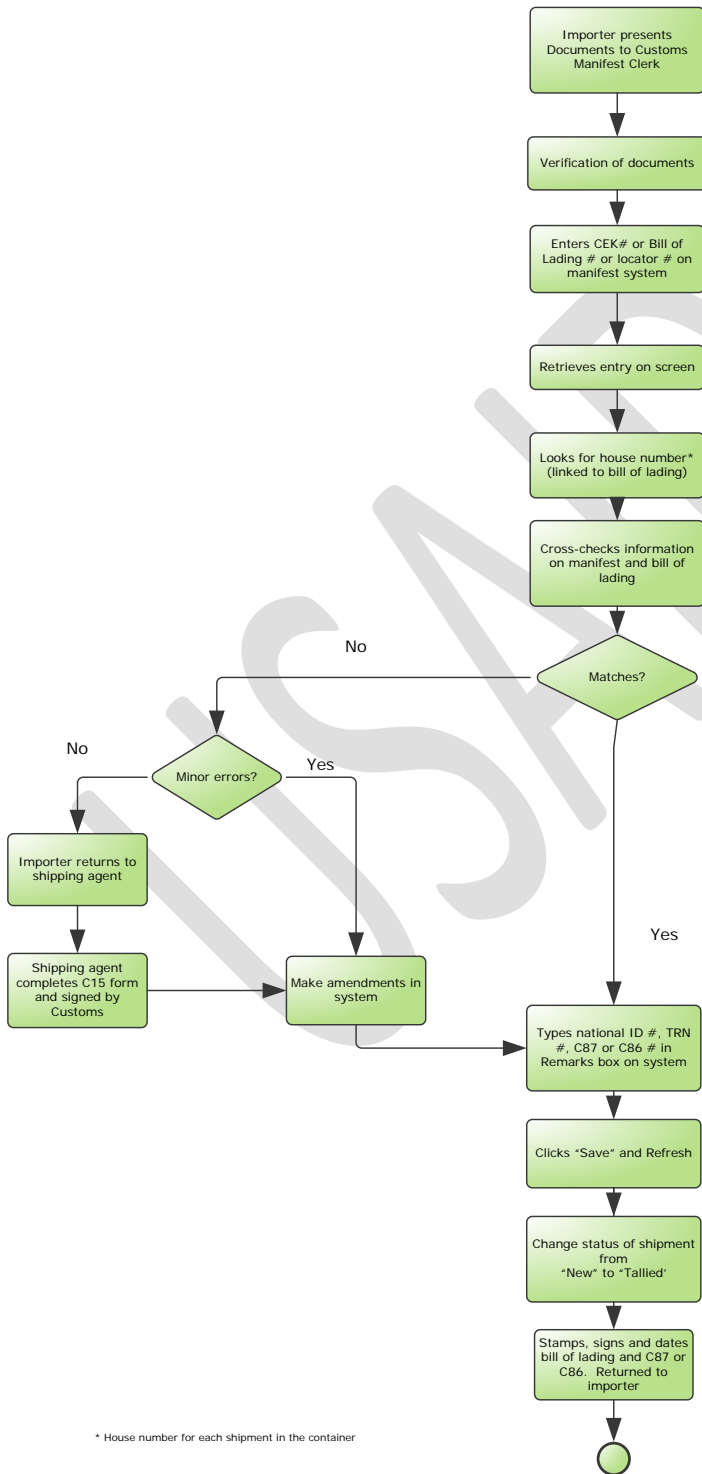 Importer presents
Documents to Customs
Manifest Clerk
Verification of documents
Enters CEK# or Bill of
Lading # or locator # on
manifest system
Retrieves entry on screen
Looks for house number*
(linked to bill of lading)
Cross-checks information
on manifest and bill of
lading
Matches?
No
Minor errors?
No
Yes
Importer returns to
shipping agent
Shipping agent
completes C15 form
and signed by
Customs
Make amendments in
system
Yes
Types national ID #, TRN
#, C87 or C86 # in
Remarks box on system
Clicks “Save” and Refresh
Change status of shipment
from
“New” to “Tallied’
Stamps, signs and dates
bill of lading and C87 or
C86.  Returned to
importer
* House number for each shipment in the container